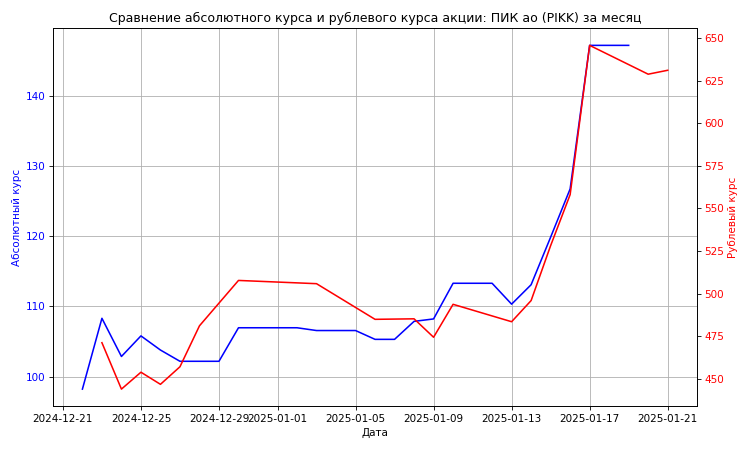 Сравнение абсолютного курса и рублевого курса акции: ПИК ао (PIKK) за месяц
Абсолютный курс
140
130
120
110
100
650
625
600
575
550
525
500
475
450
Рублевый курс
2024-12-21 2024-12-25 2024-12-29 2025-01-01 2025-01-05 2025-01-09 2025-01-13 2025-01-17 2025-01-21
Дата